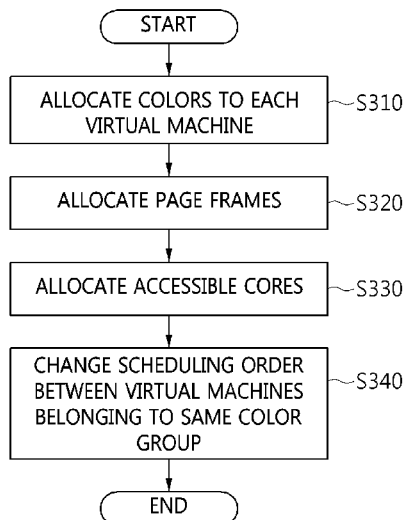 START
ALLOCATE COLORS TO EACH
VIRTUAL MACHINE
S310
ALLOCATE PAGE FRAMES
S320
ALLOCATE ACCESSIBLE CORES
S330
CHANGE SCHEDULING ORDER
BETWEEN VIRTUAL MACHINES
BELONGING TO SAME COLOR
GROUP
S340
END